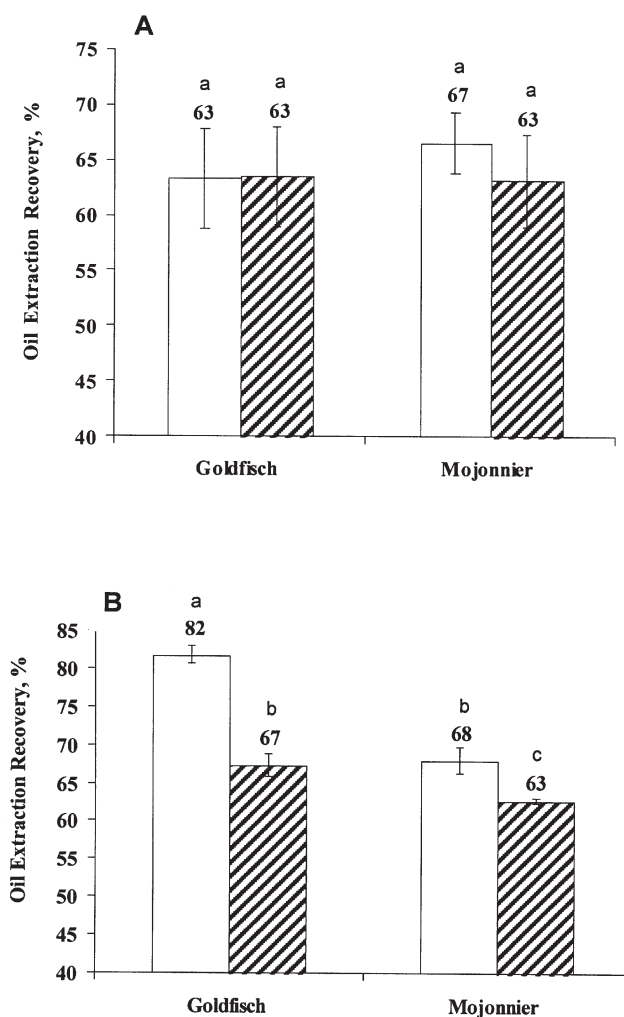 A
75
70
65
60
55
50
45
40
Oil Extraction Recovery, %
a
63
a
63
a
67
a
63
Goldfisch
Mojonnier
B
85
80
75
70
65
60
55
50
45
40
Oil Extraction Recovery, %
a
82
b
67
b
68
c
63
Goldfisch
Mojonnier